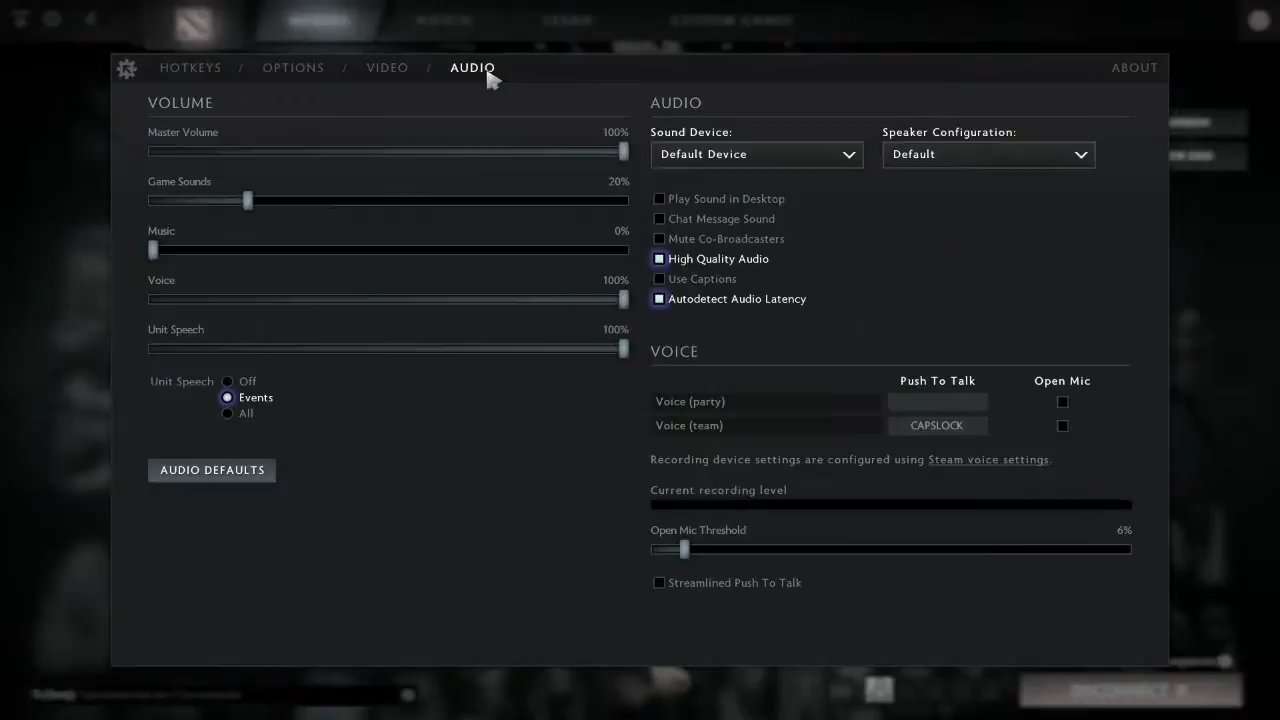 HOTKEYS / OPTIONS / VIDEO / AUDIO
ABOUT
VOLUME
Master Volume 100%
Game Sounds 20%
Music 0%
Voice 100%
Unit Speech 100%
Unit Speech
Off
Events
All
AUDIO DEFAULTS
AUDIO
Sound Device: Speaker Configuration:
Default Device Default
Play Sound in Desktop
Chat Message Sound
Mute Co-Broadcasters
High Quality Audio
Use Captions
Autodetect Audio Latency
VOICE
Push To Talk Open Mic
Voice (party)
Voice (team) CAPSLOCK
Recording device settings are configured using Steam voice settings.
Current recording level
Open Mic Threshold 6%
Streamlined Push To Talk
DISCONNECT